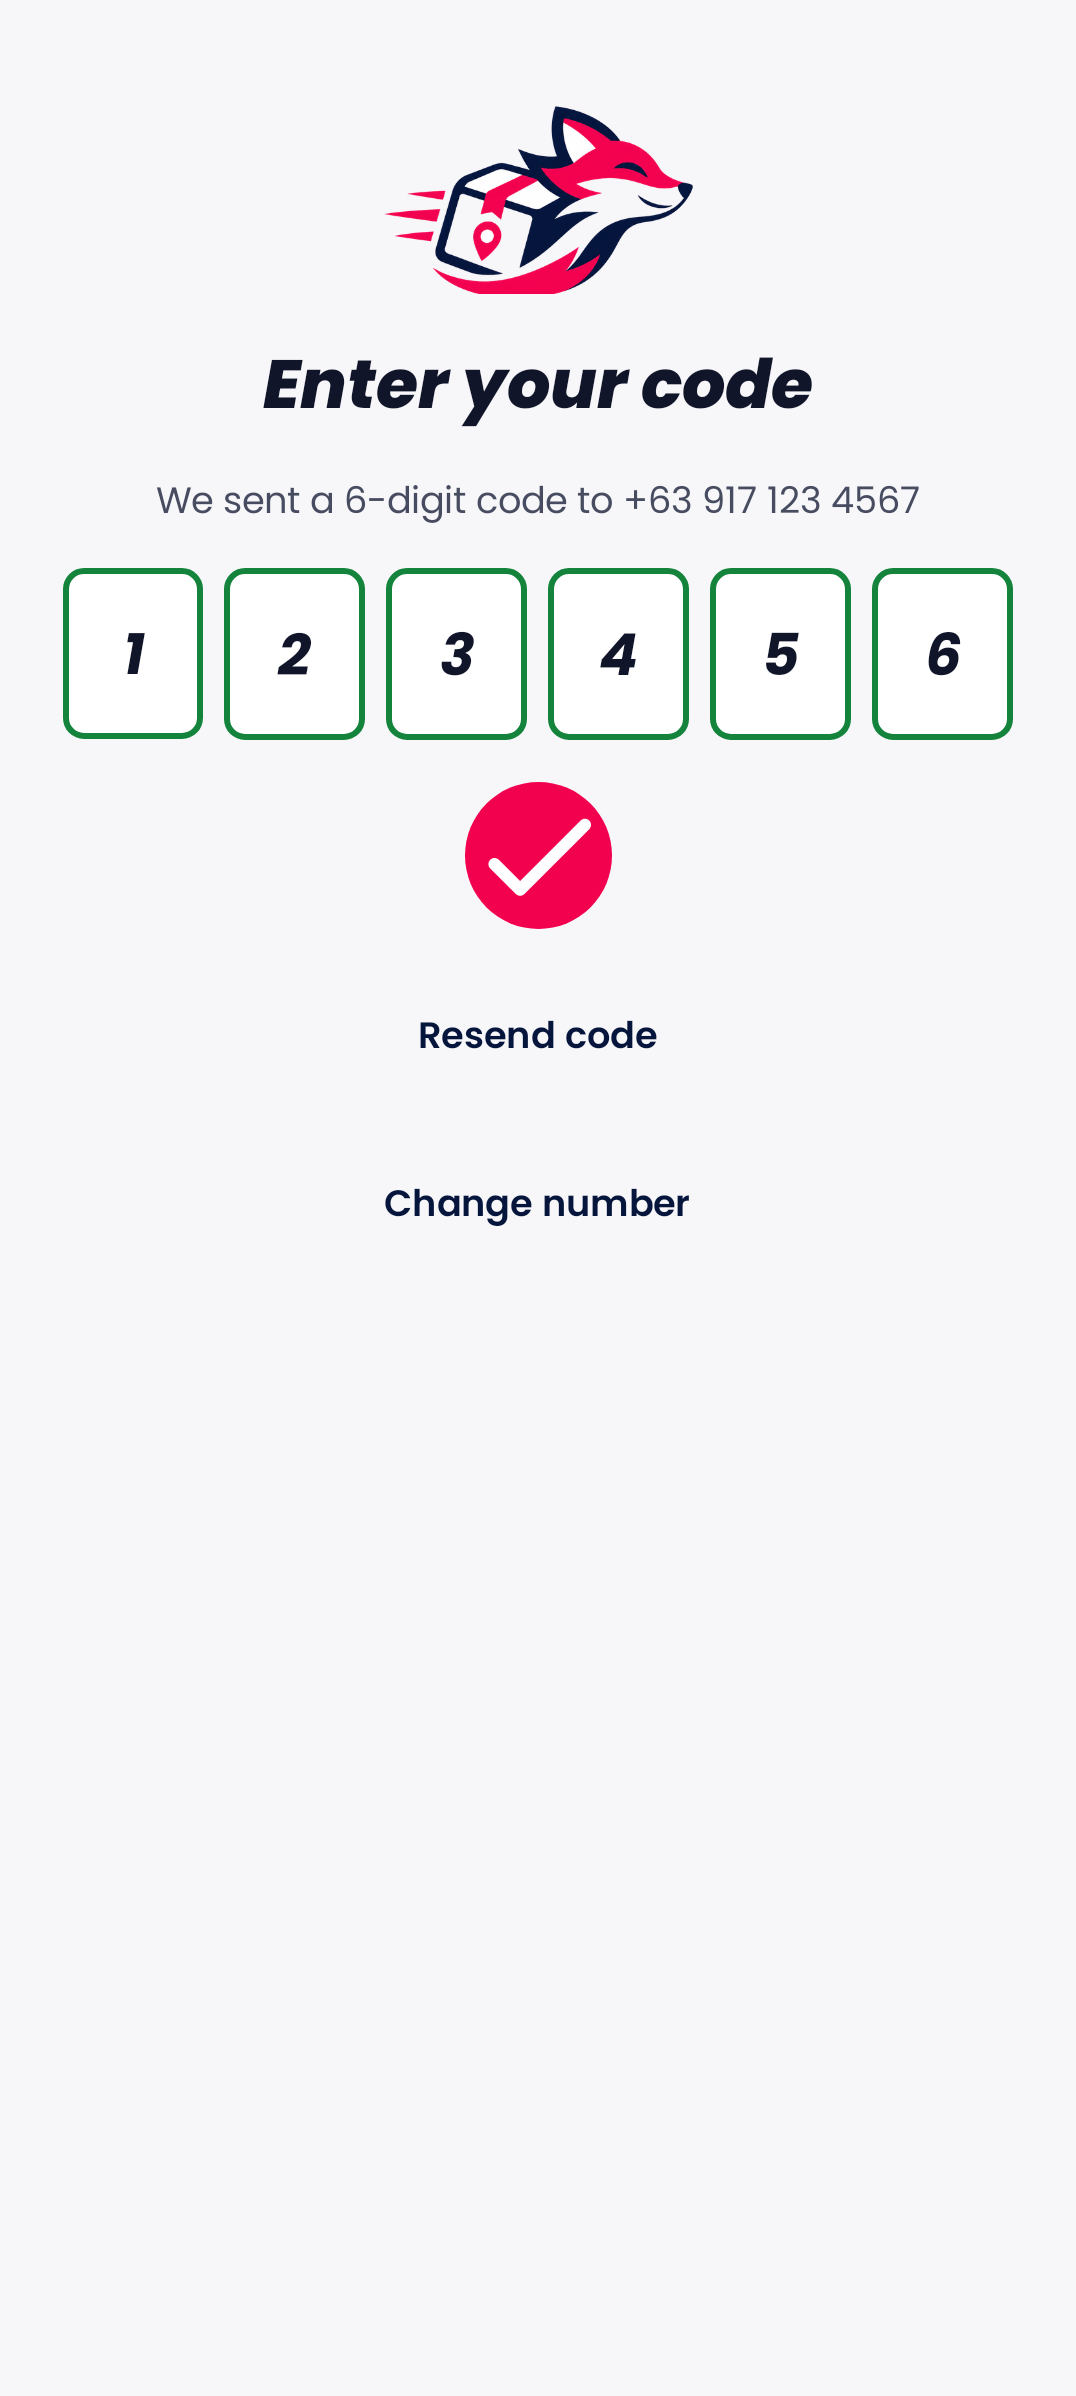 Enter your code
We sent a 6-digit code to +63 917 123 4567
1 2 3 4 5 6
Resend code
Change number